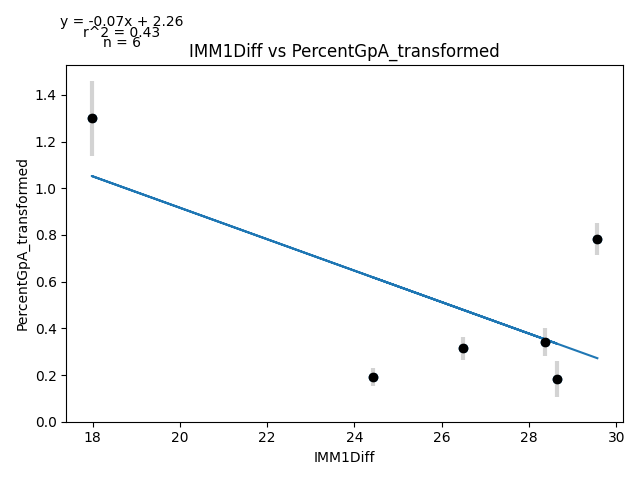 y = -0.07x + 2.26
r^2 = 0.43
n = 6
IMM1Diff vs PercentGpA_transformed
PercentGpA_transformed
1.4
1.2
1.0
0.8
0.6
0.4
0.2
0.0
18
20
22
24
26
28
30
IMM1Diff